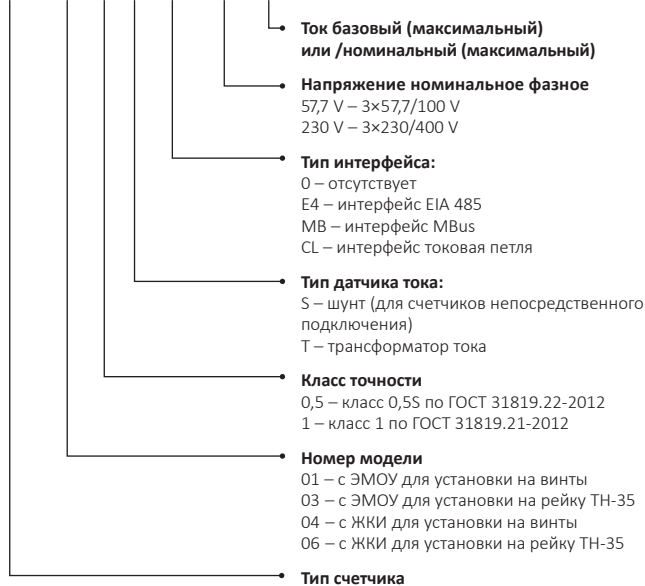 Ток базовый (максимальный)
или /номинальный (максимальный)
Напряжение номинальное фазное
57,7 V – 3×57,7/100 V
230 V – 3×230/400 V
Тип интерфейса:
0 – отсутствует
E4 – интерфейс EIA 485
MB – интерфейс MBus
CL – интерфейс токовая петля
Тип датчика тока:
S – шунт (для счетчиков непосредственного
подключения)
T – трансформатор тока
Класс точности
0,5 – класс 0,5S по ГОСТ 31819.22-2012
1 – класс 1 по ГОСТ 31819.21-2012
Номер модели
01 – с ЭМОУ для установки на винты
03 – с ЭМОУ для установки на рейку ТН-35
04 – с ЖКИ для установки на винты
06 – с ЖКИ для установки на рейку ТН-35
Тип счетчика